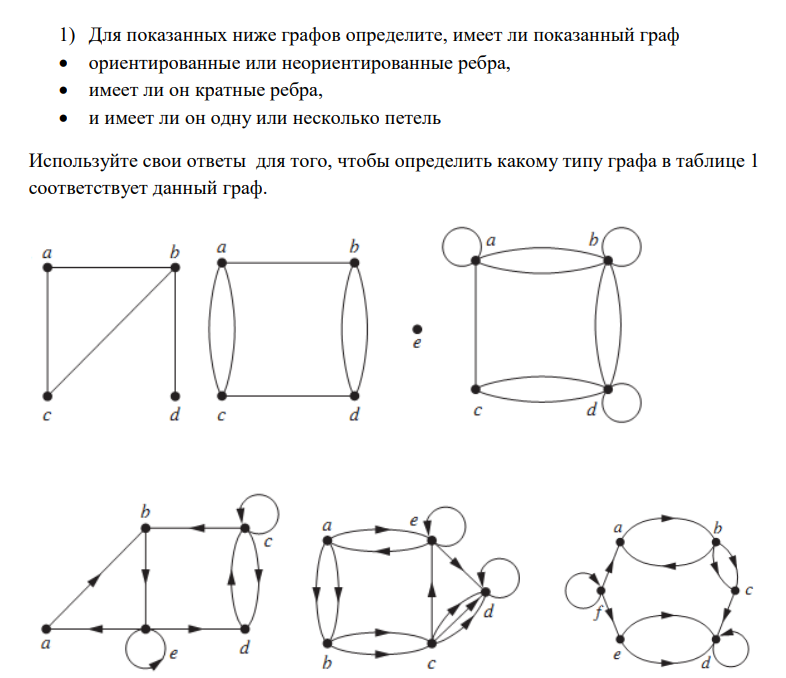 1) Для показанных ниже графов определите, имеет ли показанный граф
• ориентированные или неориентированные ребра,
• имеет ли он кратные ребра,
• и имеет ли он одну или несколько петель
Используйте свои ответы для того, чтобы определить какому типу графа в таблице 1
соответствует данный граф.
a b a b a b
e
c d c d c d
b c a e d a b c
a e d b c f e d